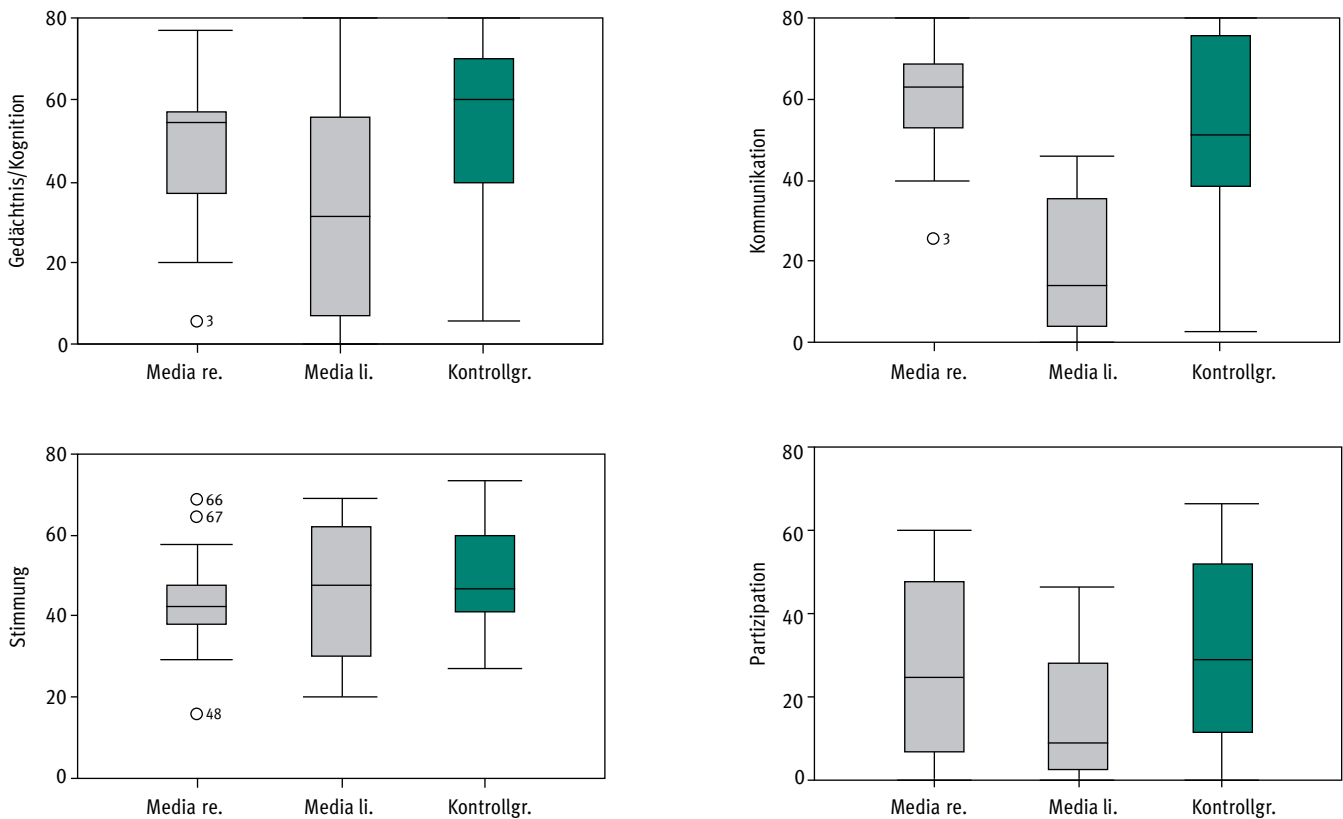 Gedächtnis/Kognition
80
60
40
20
0
3
Media re.
Media li.
Kontrollgr.
Kommunikation
80
60
40
20
0
3
Media re.
Media li.
Kontrollgr.
Stimmung
80
60
40
20
0
66
67
48
Media re.
Media li.
Kontrollgr.
Partizipation
80
60
40
20
0
Media re.
Media li.
Kontrollgr.